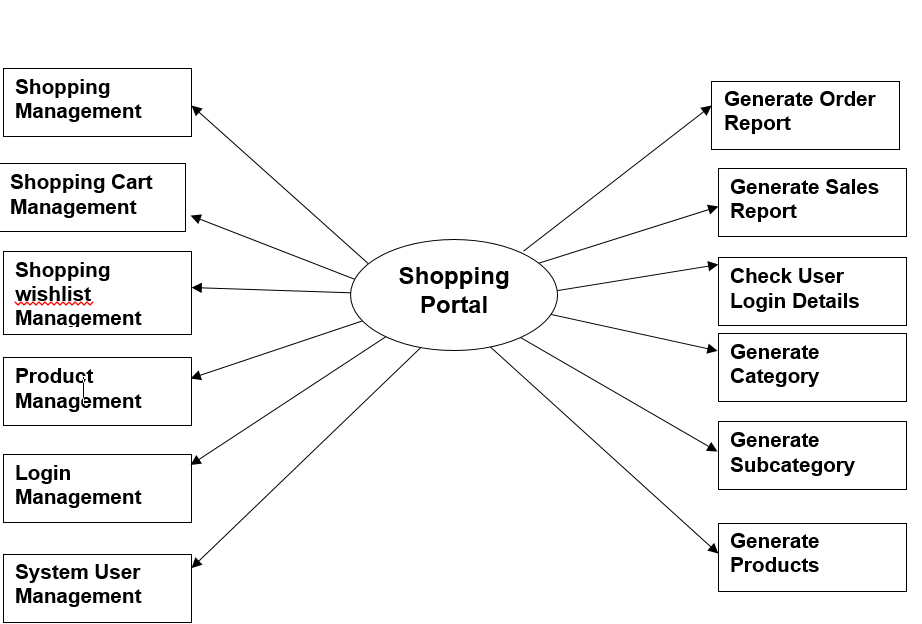 Shopping
Management
Shopping Cart
Management
Shopping
wishlist
Management
Product
Management
Login
Management
System User
Management
Shopping
Portal
Generate Order
Report
Generate Sales
Report
Check User
Login Details
Generate
Category
Generate
Subcategory
Generate
Products